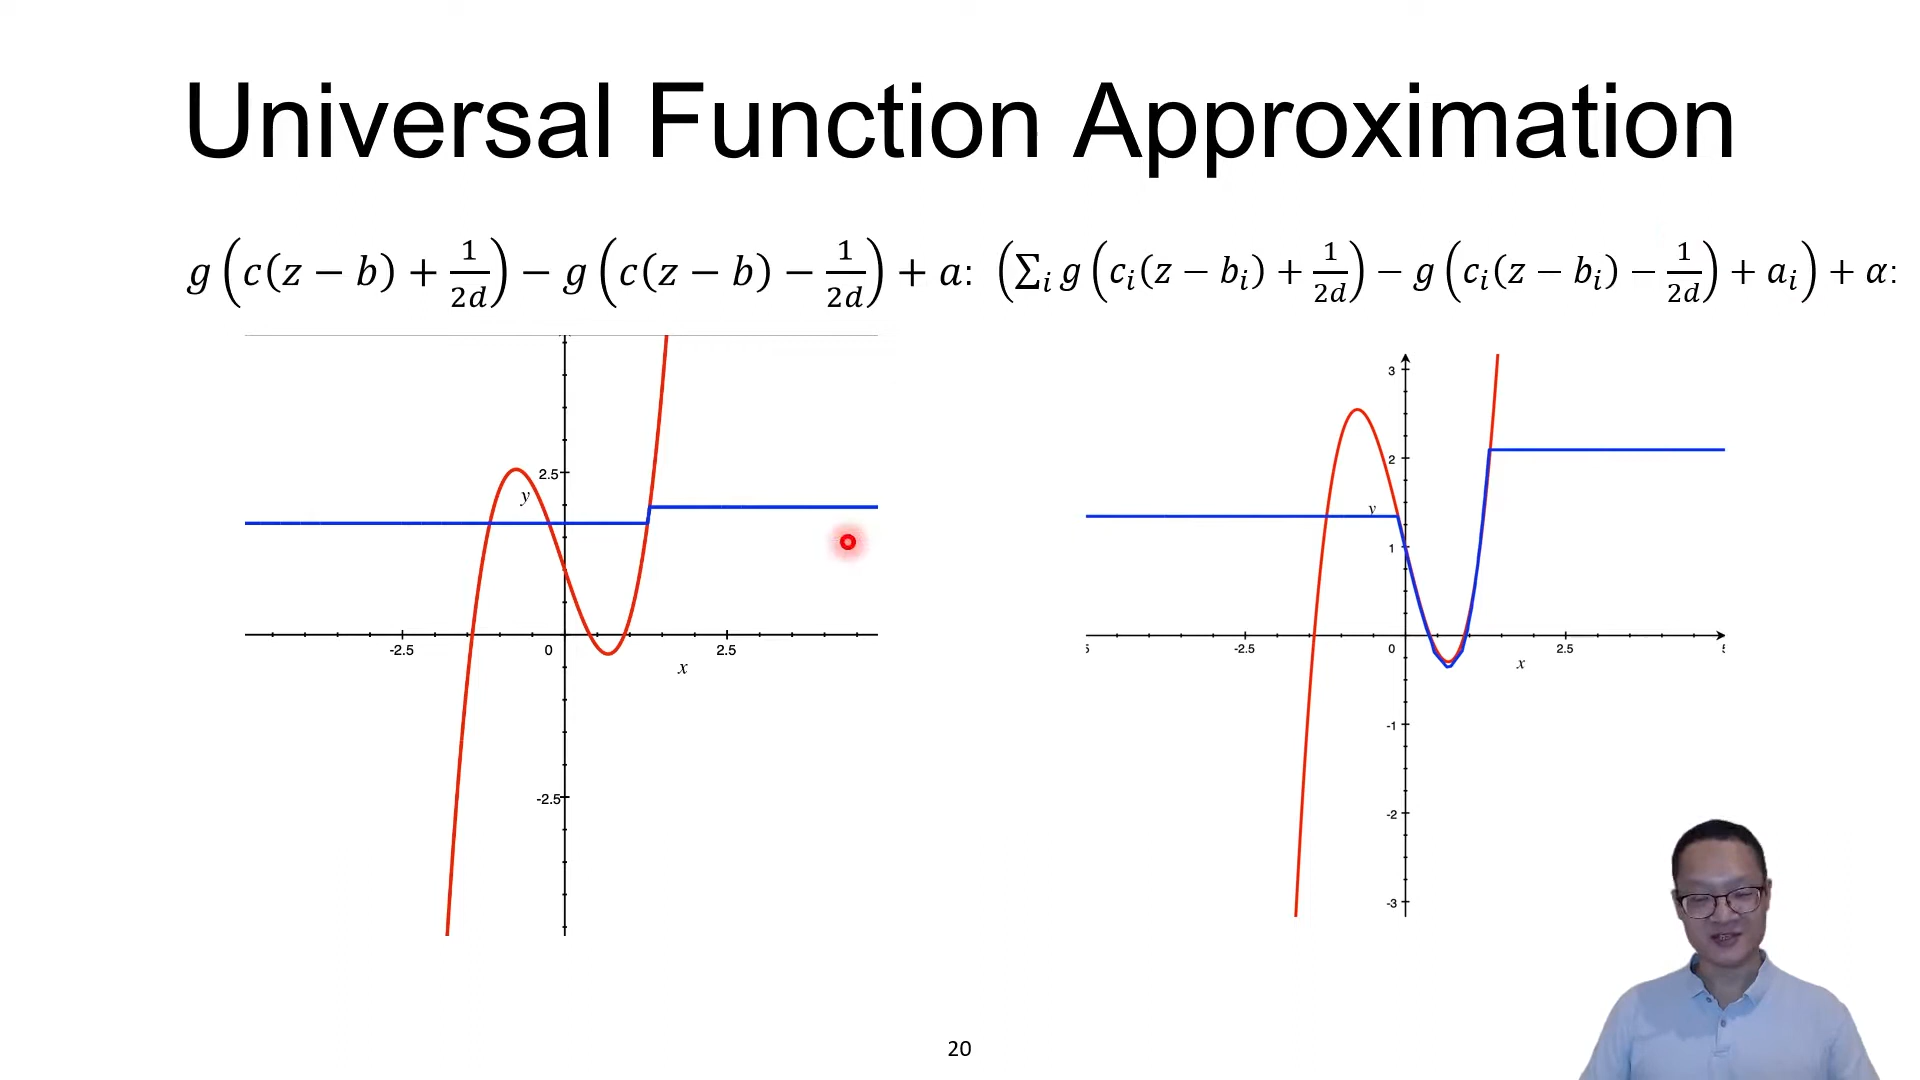 Universal Function Approximation
g(c(z − b) + 1/2d) − g(c(z − b) − 1/2d) + a:
(∑ᵢ g(cᵢ(z − bᵢ) + 1/2d) − g(cᵢ(z − bᵢ) − 1/2d) + aᵢ) + α:
2.5
y
-2.5
0
2.5
x
-2.5
3
2
y
1
5
-2.5
0
2.5
x
-1
-2
-3
20